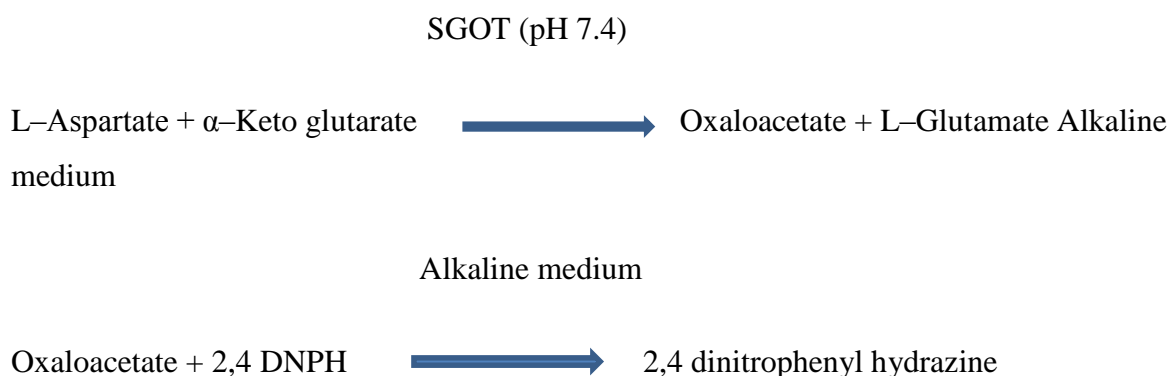 SGOT (pH 7.4)
L–Aspartate + α–Keto glutarate Oxaloacetate + L–Glutamate Alkaline
medium
Alkaline medium
Oxaloacetate + 2,4 DNPH 2,4 dinitrophenyl hydrazine